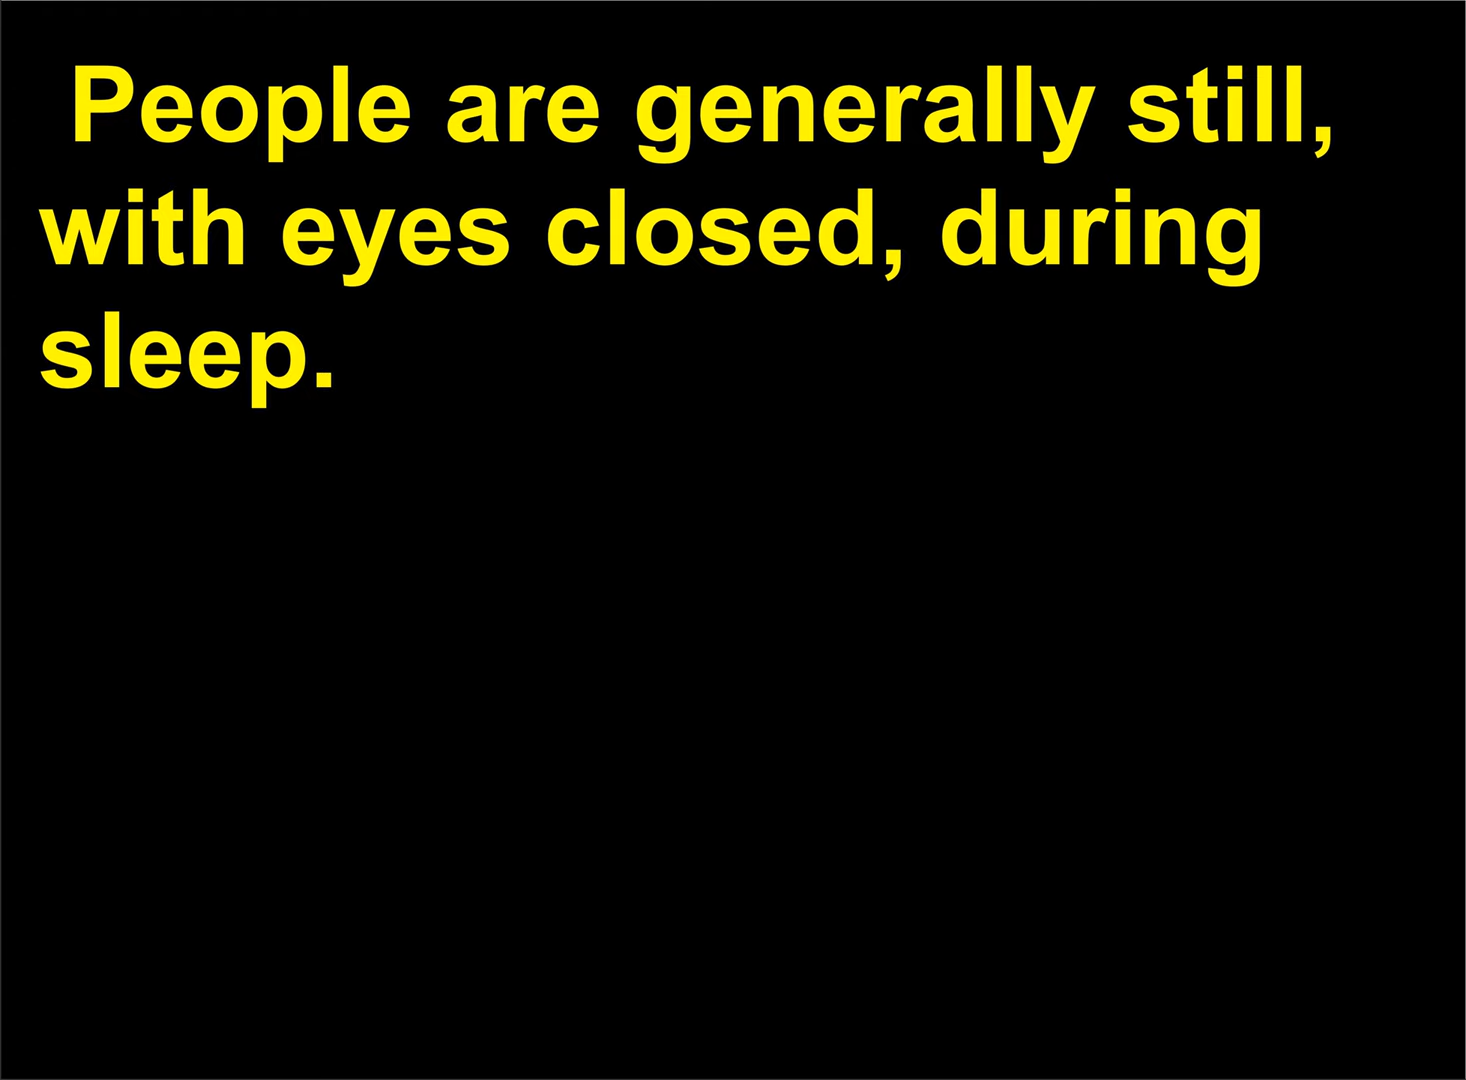 People are generally still,
with eyes closed, during
sleep.